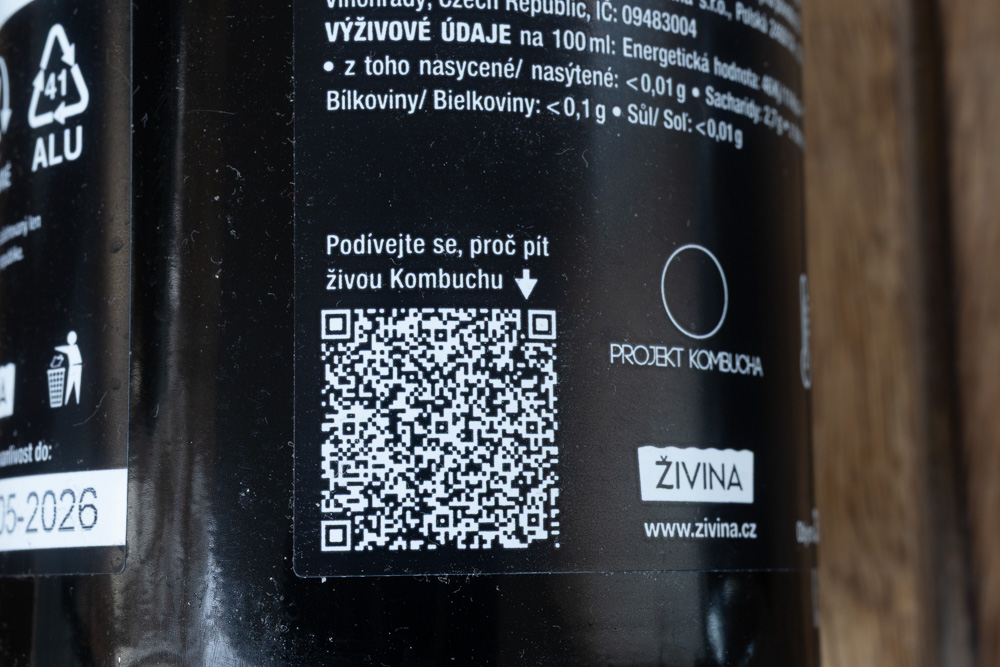 41
ALU
05-2026
Vinohrady, Czech Republic, IČ: 09483004
VÝŽIVOVÉ ÚDAJE na 100 ml: Energetická hodnota:
• z toho nasycené/ nasýtené: <0,01 g • Sacharidy: 2,7 g
Bílkoviny/ Bielkoviny: <0,1 g • Sůl/ Soľ: <0,01 g
Podívejte se, proč pít
živou Kombuchu
PROJEKT KOMBUCHA
ŽIVINA
www.zivina.cz